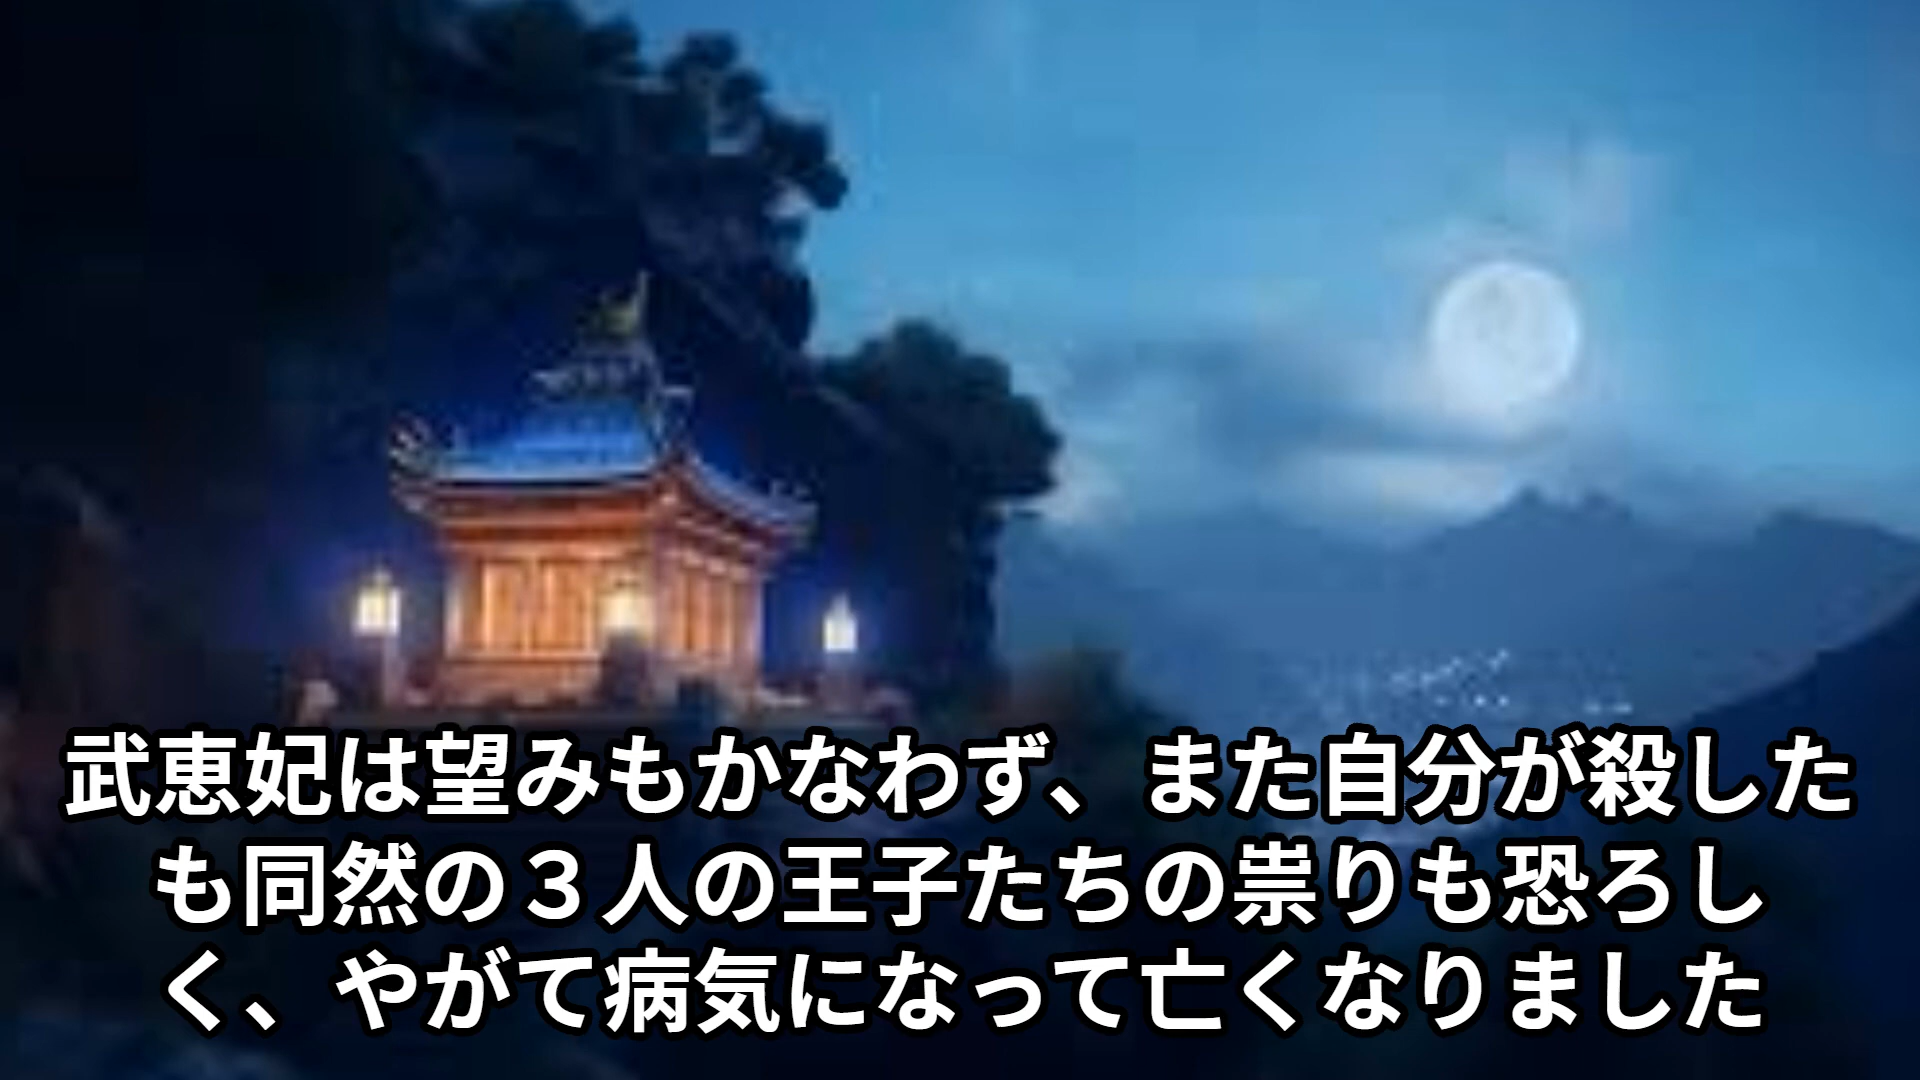 武恵妃は望みもかなわず、また自分が殺した
も同然の３人の王子たちの祟りも恐ろし
く、やがて病気になって亡くなりました